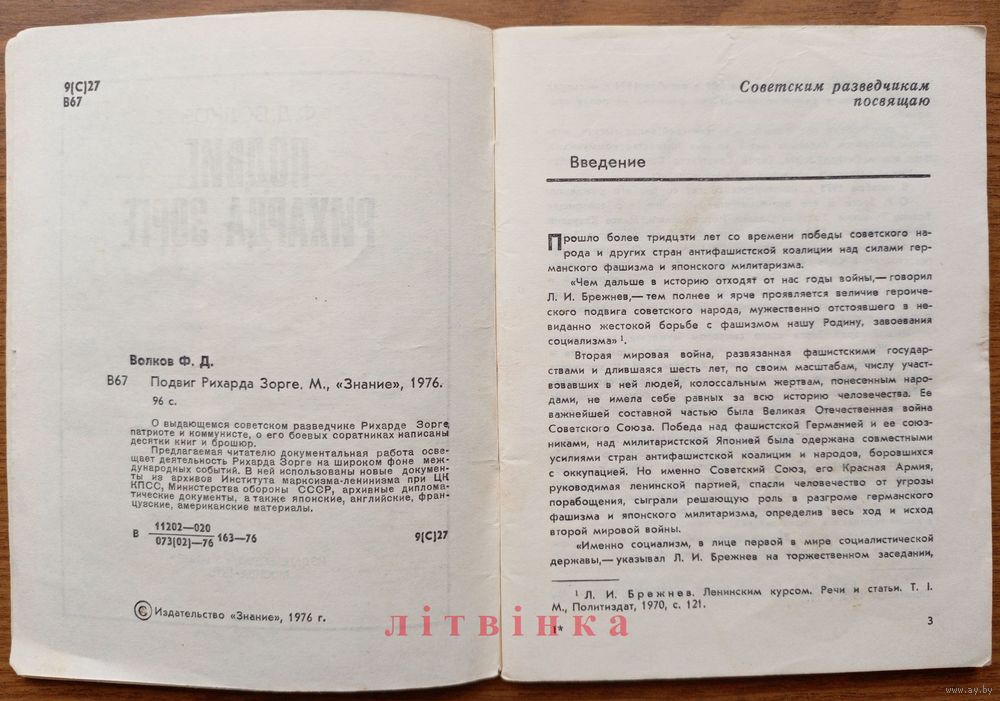 9[С]27
В67
Волков Ф. Д.
В67 Подвиг Рихарда Зорге. М., «Знание», 1976.
96 с.
О выдающемся советском разведчике Рихарде Зорге,
патриоте и коммунисте, о его боевых соратниках написаны
десятки книг и брошюр.
Предлагаемая читателю документальная работа осве-
щает деятельность Рихарда Зорге на широком фоне меж-
дународных событий. В ней использованы новые докумен-
ты из архивов Института марксизма-ленинизма при ЦК
КПСС, Министерства обороны СССР, архивные диплома-
тические документы, а также японские, английские, фран-
цузские, американские материалы.
11202—020
В 073[02]—76 163—76 9[С]27
© Издательство «Знание», 1976 г.
Советским разведчикам
посвящаю
Введение
Прошло более тридцати лет со времени победы советского на-
рода и других стран антифашистской коалиции над силами гер-
манского фашизма и японского милитаризма.
«Чем дальше в историю отходят от нас годы войны,— говорил
Л. И. Брежнев,— тем полнее и ярче проявляется величие героиче-
ского подвига советского народа, мужественно отстоявшего в не-
виданно жестокой борьбе с фашизмом нашу Родину, завоевания
социализма» ¹.
Вторая мировая война, развязанная фашистскими государ-
ствами и длившаяся шесть лет, по своим масштабам, числу участ-
вовавших в ней людей, колоссальным жертвам, понесенным наро-
дами, не имела себе равных за всю историю человечества. Ее
важнейшей составной частью была Великая Отечественная война
Советского Союза. Победа над фашистской Германией и ее союз-
никами, над милитаристской Японией была одержана совместными
усилиями стран антифашистской коалиции и народов, боровшихся
с оккупацией. Но именно Советский Союз, его Красная Армия,
руководимая ленинской партией, спасли человечество от угрозы
порабощения, сыграли решающую роль в разгроме германского
фашизма и японского милитаризма, определив весь ход и исход
второй мировой войны.
«Именно социализм, в лице первой в мире социалистической
державы,— указывал Л. И. Брежнев на торжественном заседании,
¹ Л. И. Брежнев. Ленинским курсом. Речи и статьи. Т. I.
М., Политиздат, 1970, с. 121.
1* 3
літвінка
www.ay.by